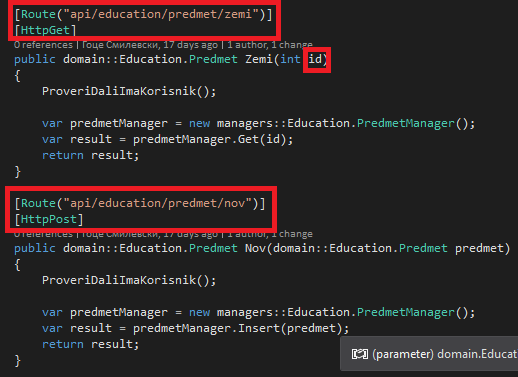 [Route("api/education/predmet/zemi")]
[HttpGet]
0 references | Гоце Смилевски, 17 days ago | 1 author, 1 change
public domain::Education.Predmet Zemi(int id)
{
ProveriDaliImaKorisnik();
var predmetManager = new managers::Education.PredmetManager();
var result = predmetManager.Get(id);
return result;
}
[Route("api/education/predmet/nov")]
[HttpPost]
0 references | Гоце Смилевски, 17 days ago | 1 author, 1 change
public domain::Education.Predmet Nov(domain::Education.Predmet predmet)
{
ProveriDaliImaKorisnik();
var predmetManager = new managers::Education.PredmetManager();
var result = predmetManager.Insert(predmet);
return result;
}
(parameter) domain.Educat